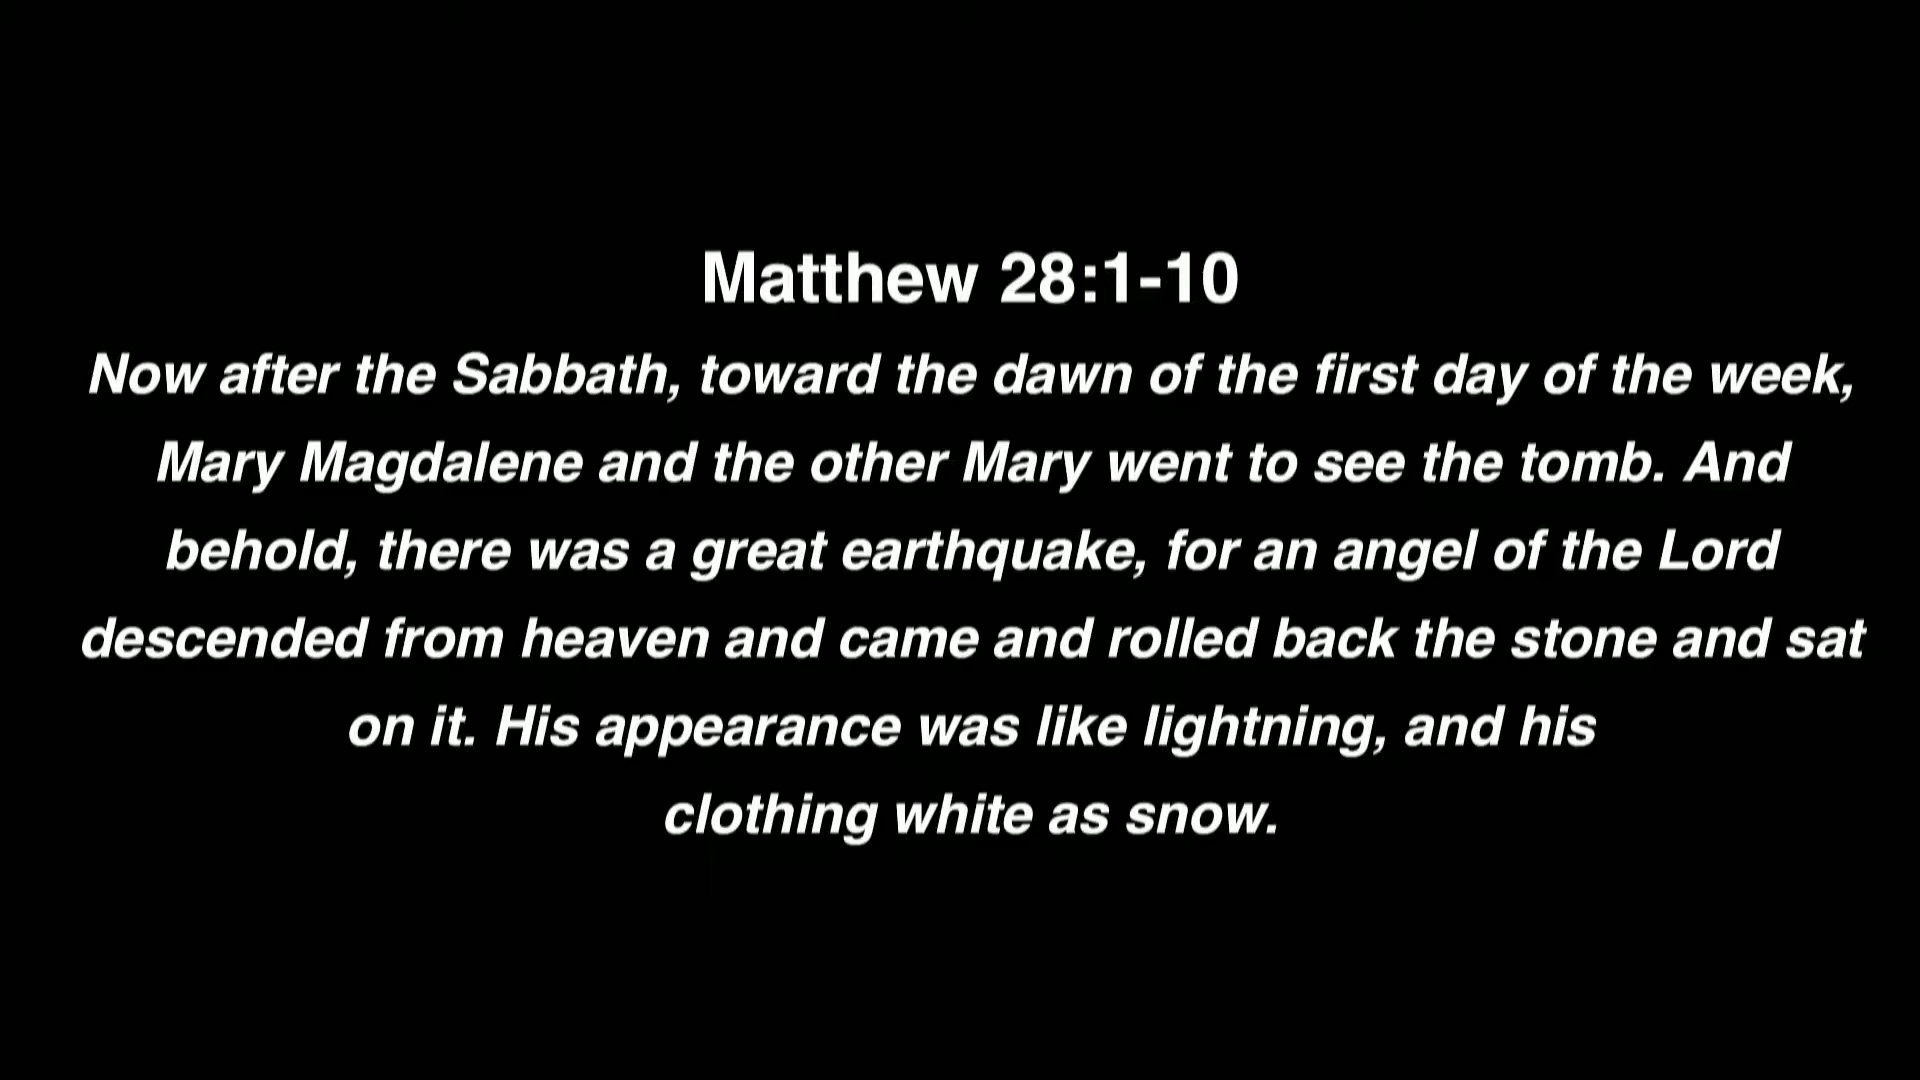 Matthew 28:1-10
Now after the Sabbath, toward the dawn of the first day of the week,
Mary Magdalene and the other Mary went to see the tomb. And
behold, there was a great earthquake, for an angel of the Lord
descended from heaven and came and rolled back the stone and sat
on it. His appearance was like lightning, and his
clothing white as snow.